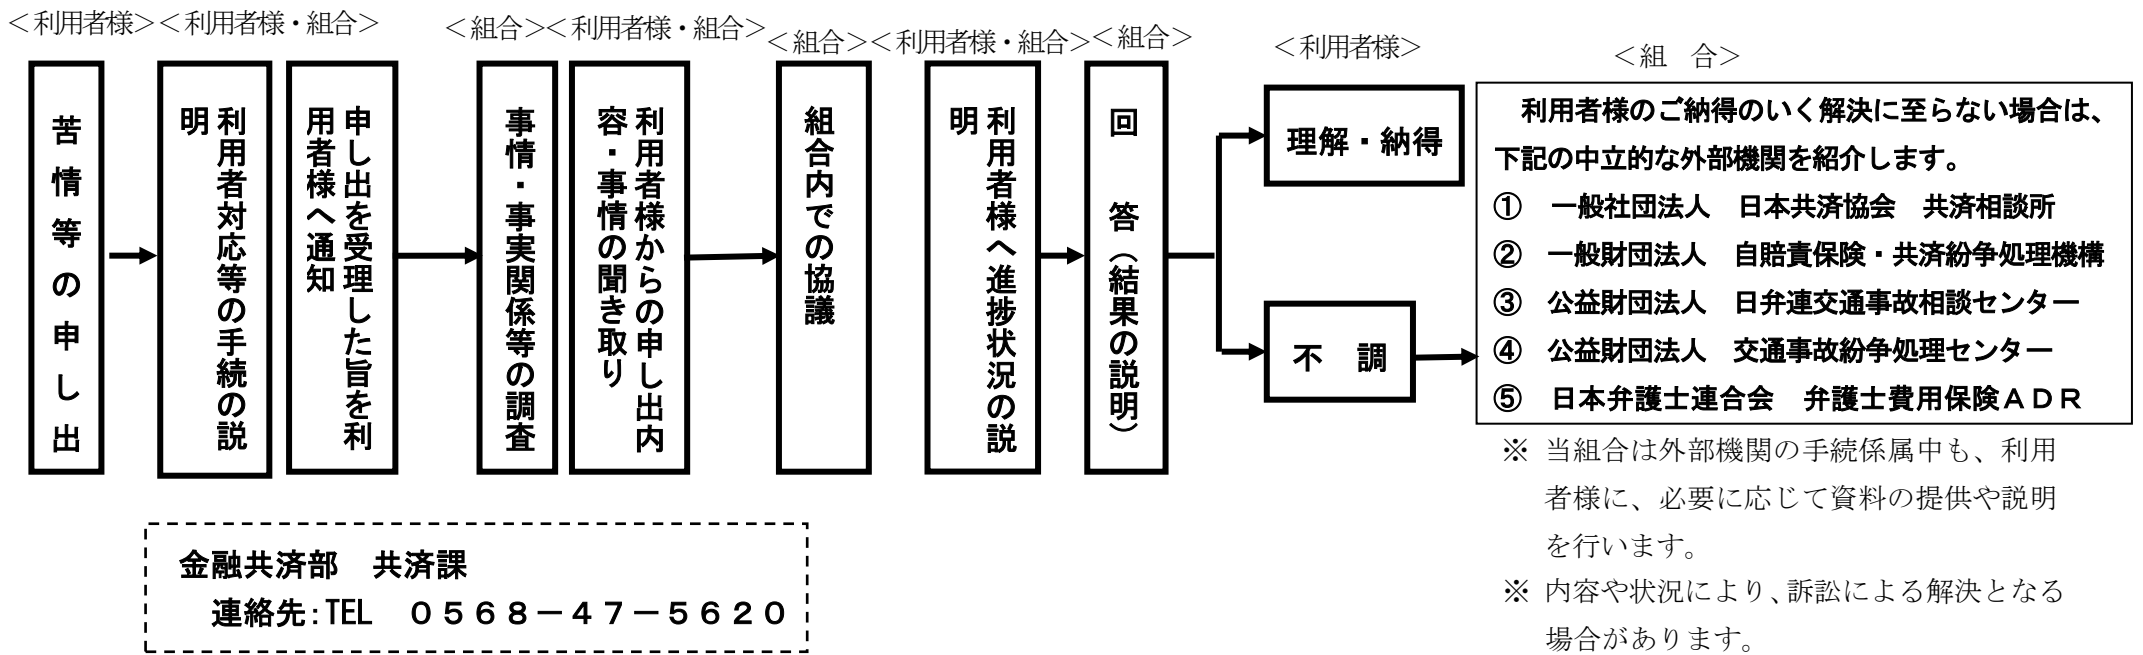 ＜利用者様＞
＜利用者様・組合＞
＜組合＞
＜利用者様・組合＞
＜組合＞
＜利用者様・組合＞
＜組合＞
＜利用者様＞
＜組　合＞
苦情等の申し出
利用者対応等の手続の説
明
申し出を受理した旨を利
用者様へ通知
事情・事実関係等の調査
利用者様からの申し出内
容・事情の聞き取り
組合内での協議
利用者様へ進捗状況の説
明
回　答（結果の説明）
理解・納得
不　調
利用者様のご納得のいく解決に至らない場合は、
下記の中立的な外部機関を紹介します。
①　一般社団法人　日本共済協会　共済相談所
②　一般財団法人　自賠責保険・共済紛争処理機構
③　公益財団法人　日弁連交通事故相談センター
④　公益財団法人　交通事故紛争処理センター
⑤　日本弁護士連合会　弁護士費用保険ＡＤＲ
※ 当組合は外部機関の手続係属中も、利用
者様に、必要に応じて資料の提供や説明
を行います。
※ 内容や状況により、訴訟による解決となる
場合があります。
金融共済部　共済課
連絡先：TEL　０５６８－４７－５６２０